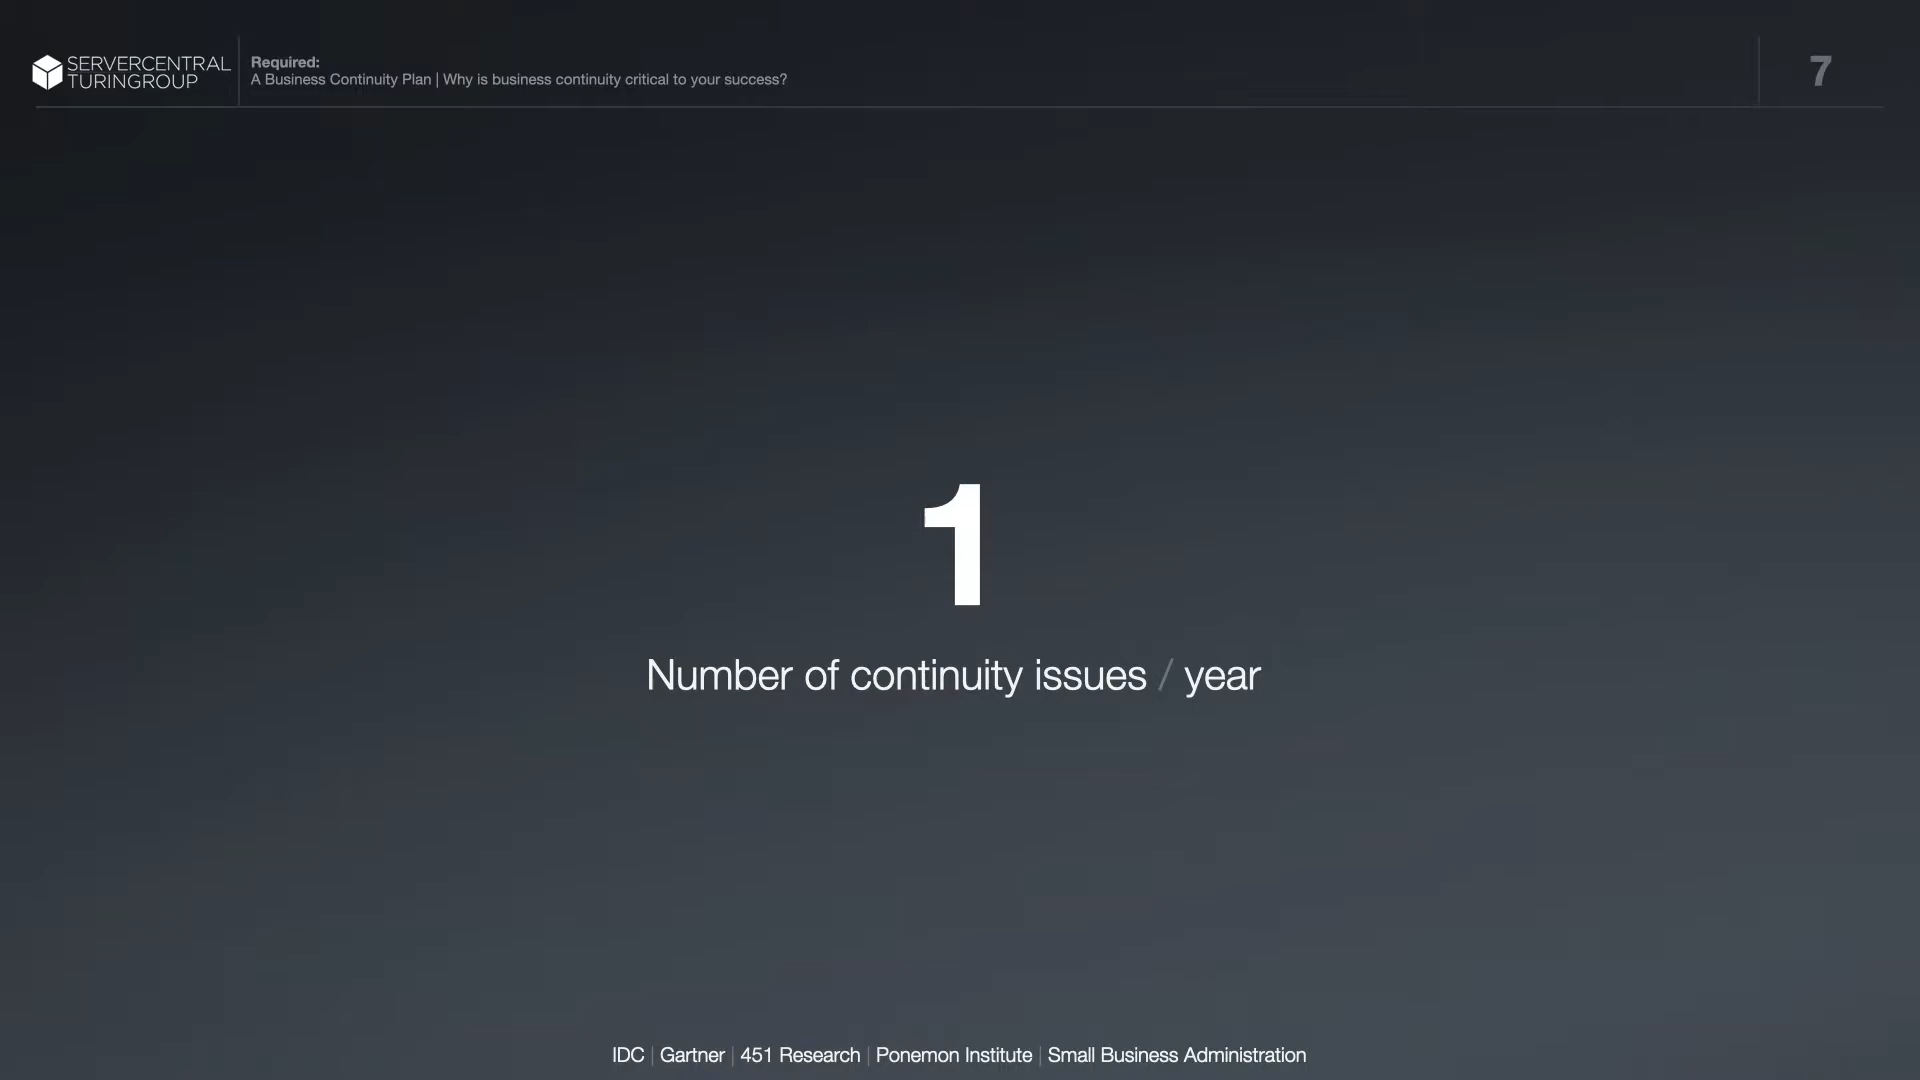 SERVERCENTRAL
TURINGROUP
Required:
A Business Continuity Plan | Why is business continuity critical to your success?
7
1
Number of continuity issues / year
IDC | Gartner | 451 Research | Ponemon Institute | Small Business Administration